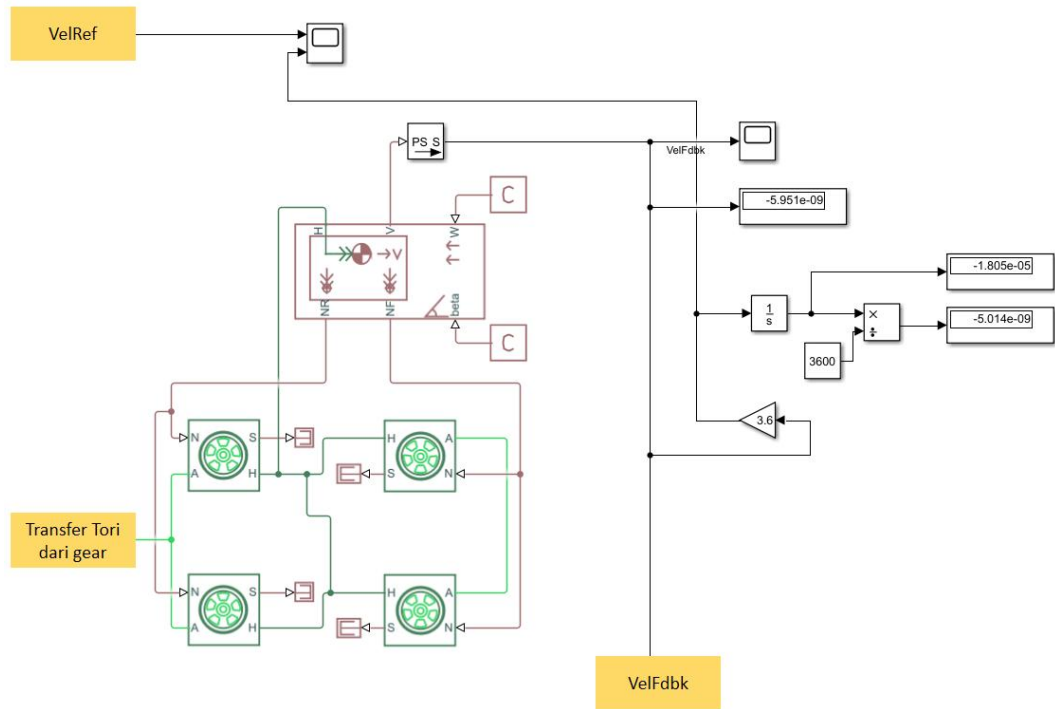 VelRef
PS S
VelFdbk
-5.951e-09
C
H
V
W
NR
NF
beta
C
-1.805e-05
1
s
×
÷
-5.014e-09
3600
3.6
N
S
A
H
H
A
S
N
Transfer Tori
dari gear
N
S
A
H
H
A
S
N
VelFdbk